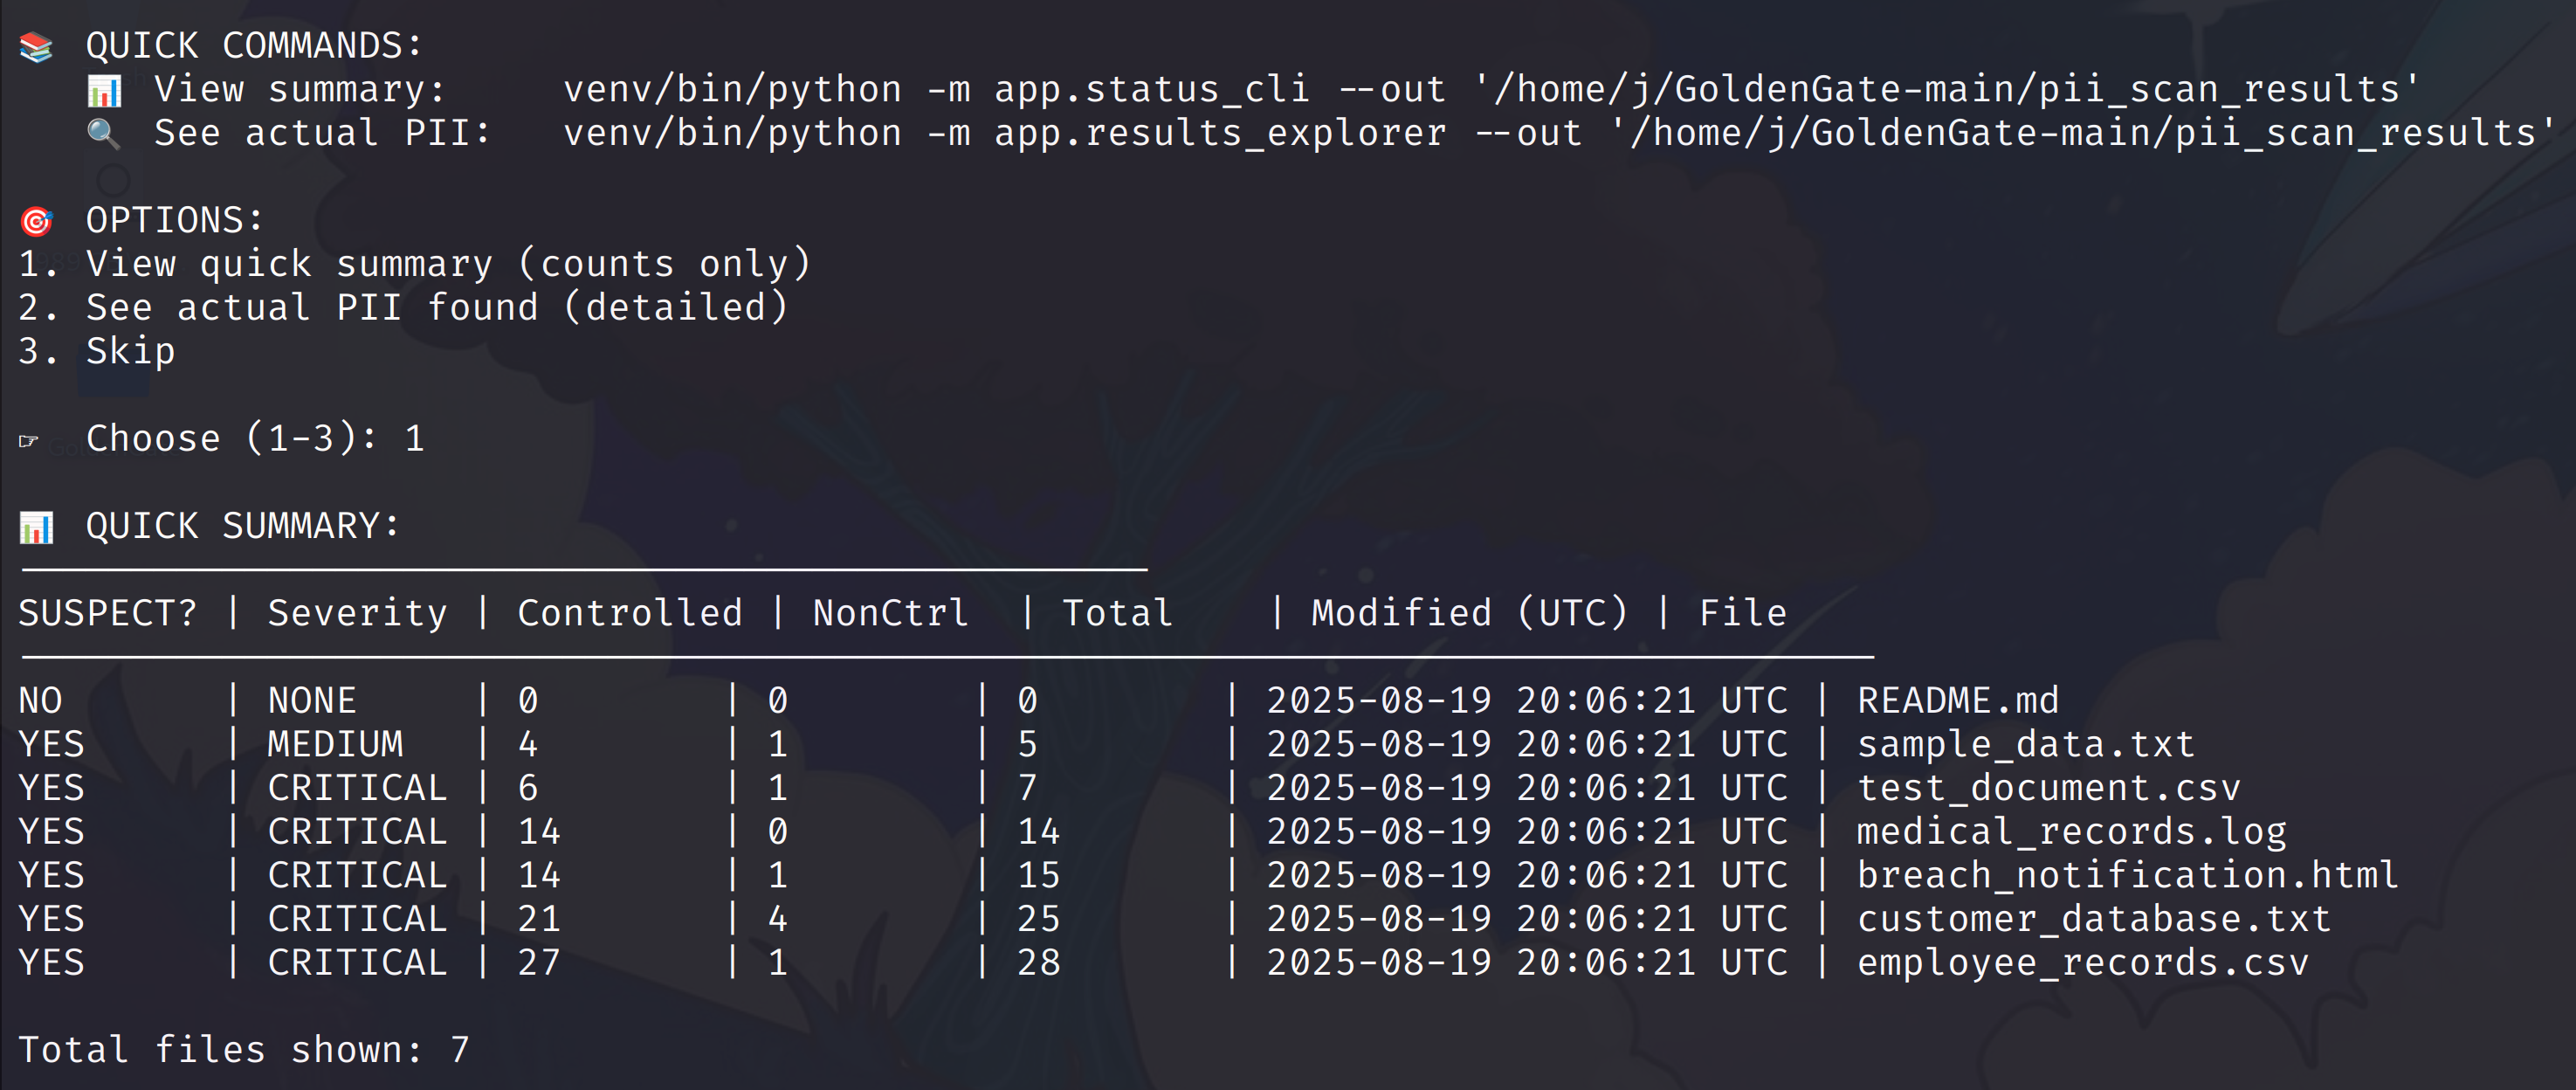 📚 QUICK COMMANDS:
📊 View summary: venv/bin/python -m app.status_cli --out '/home/j/GoldenGate-main/pii_scan_results'
🔍 See actual PII: venv/bin/python -m app.results_explorer --out '/home/j/GoldenGate-main/pii_scan_results'
🎯 OPTIONS:
1. View quick summary (counts only)
2. See actual PII found (detailed)
3. Skip
☞ Choose (1-3): 1
📊 QUICK SUMMARY:
SUSPECT? | Severity | Controlled | NonCtrl | Total | Modified (UTC) | File
NO | NONE | 0 | 0 | 0 | 2025-08-19 20:06:21 UTC | README.md
YES | MEDIUM | 4 | 1 | 5 | 2025-08-19 20:06:21 UTC | sample_data.txt
YES | CRITICAL | 6 | 1 | 7 | 2025-08-19 20:06:21 UTC | test_document.csv
YES | CRITICAL | 14 | 0 | 14 | 2025-08-19 20:06:21 UTC | medical_records.log
YES | CRITICAL | 14 | 1 | 15 | 2025-08-19 20:06:21 UTC | breach_notification.html
YES | CRITICAL | 21 | 4 | 25 | 2025-08-19 20:06:21 UTC | customer_database.txt
YES | CRITICAL | 27 | 1 | 28 | 2025-08-19 20:06:21 UTC | employee_records.csv
Total files shown: 7